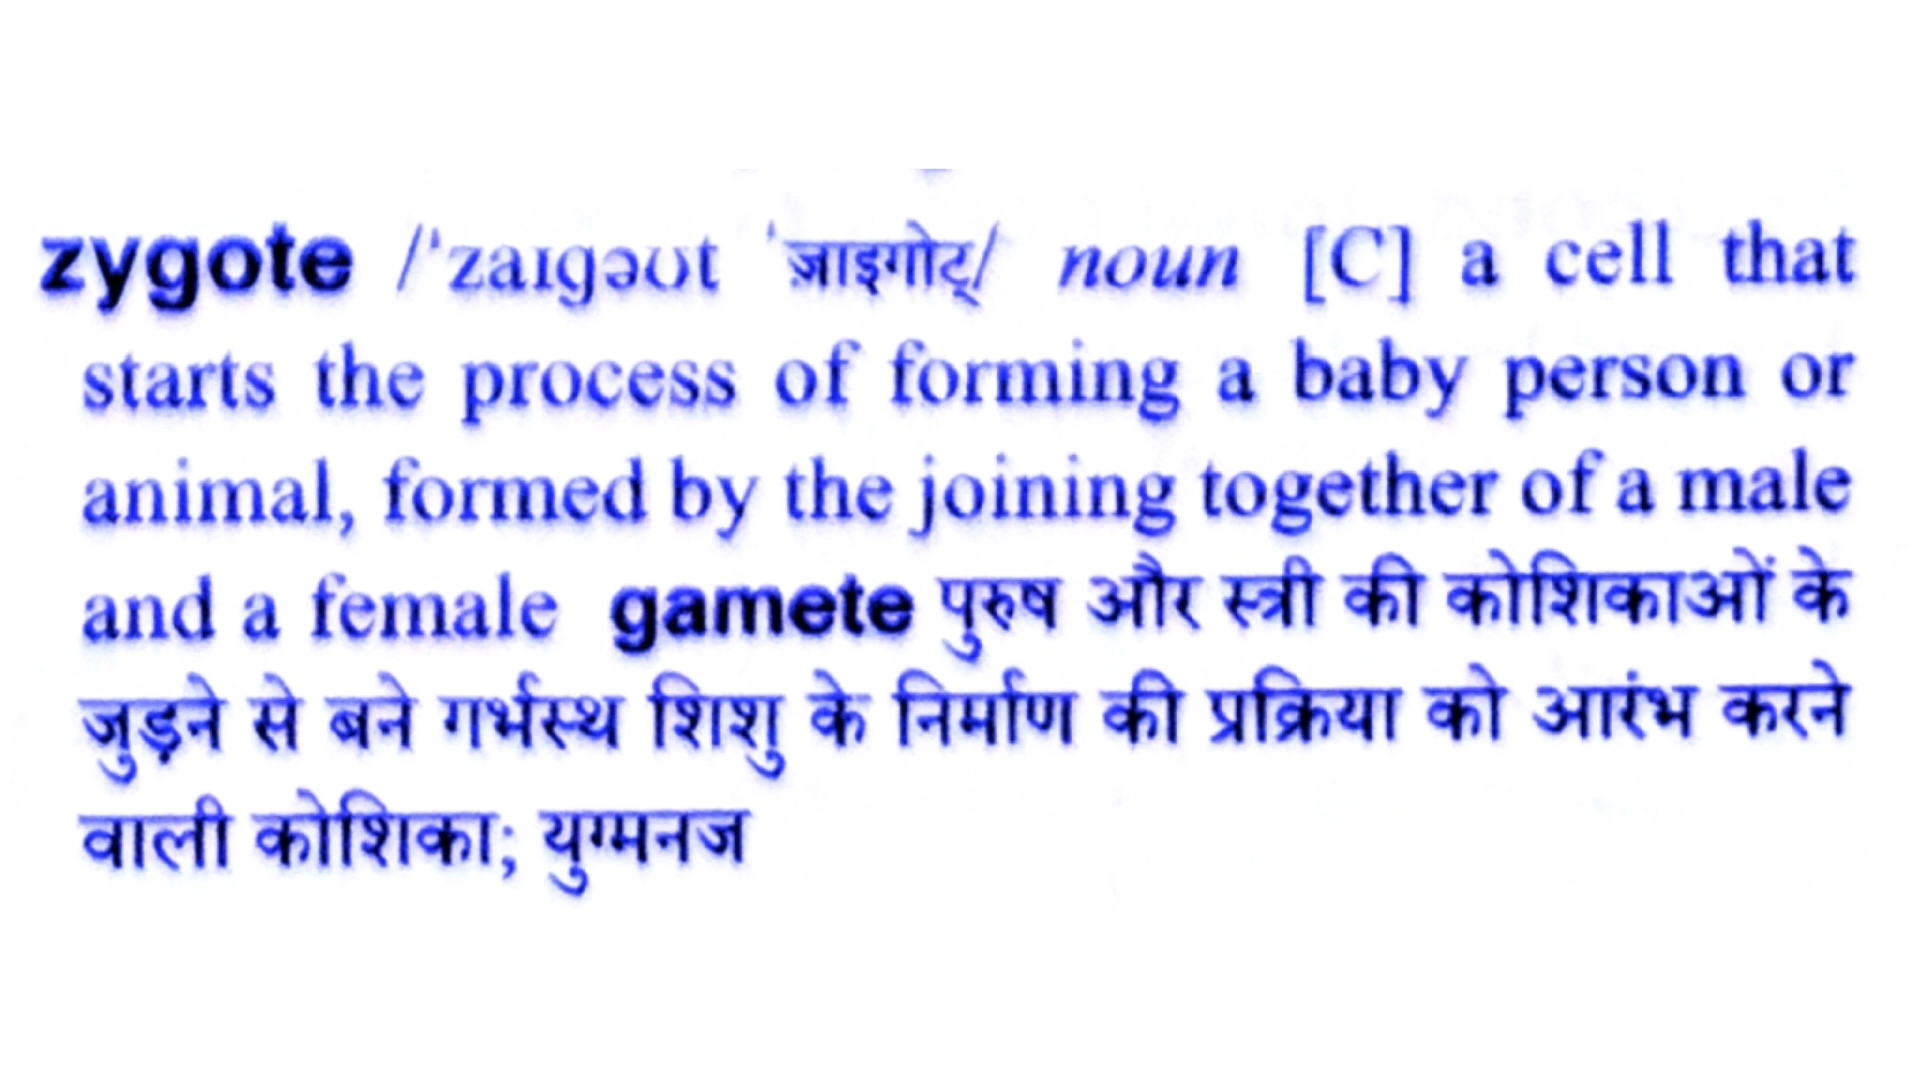 zygote /ˈzaɪɡəʊt ˈज़ाइगोट्/ noun [C] a cell that
starts the process of forming a baby person or
animal, formed by the joining together of a male
and a female gamete पुरुष और स्त्री की कोशिकाओं के
जुड़ने से बने गर्भस्थ शिशु के निर्माण की प्रक्रिया को आरंभ करने
वाली कोशिका; युग्मनज